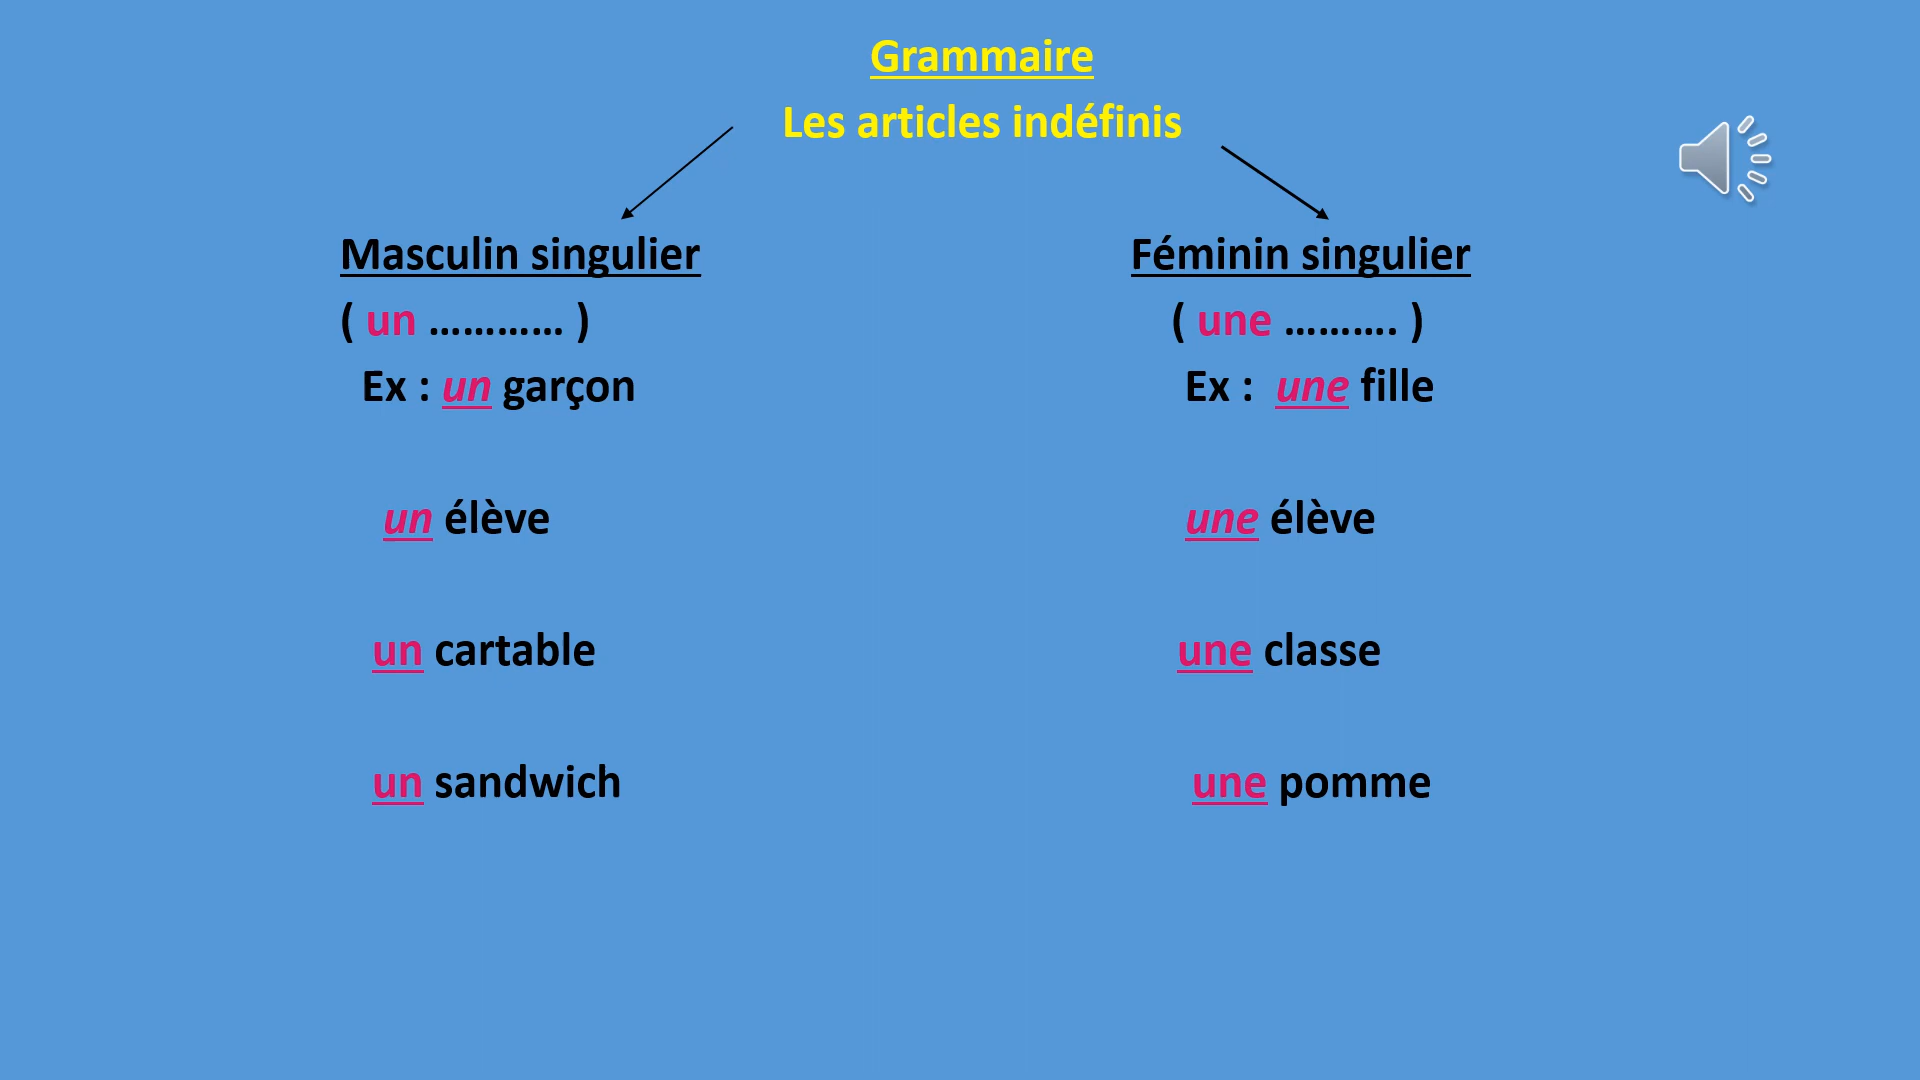 Grammaire
Les articles indéfinis
Masculin singulier Féminin singulier
( un ………… ) ( une ………. )
Ex : un garçon Ex : une fille
un élève une élève
un cartable une classe
un sandwich une pomme